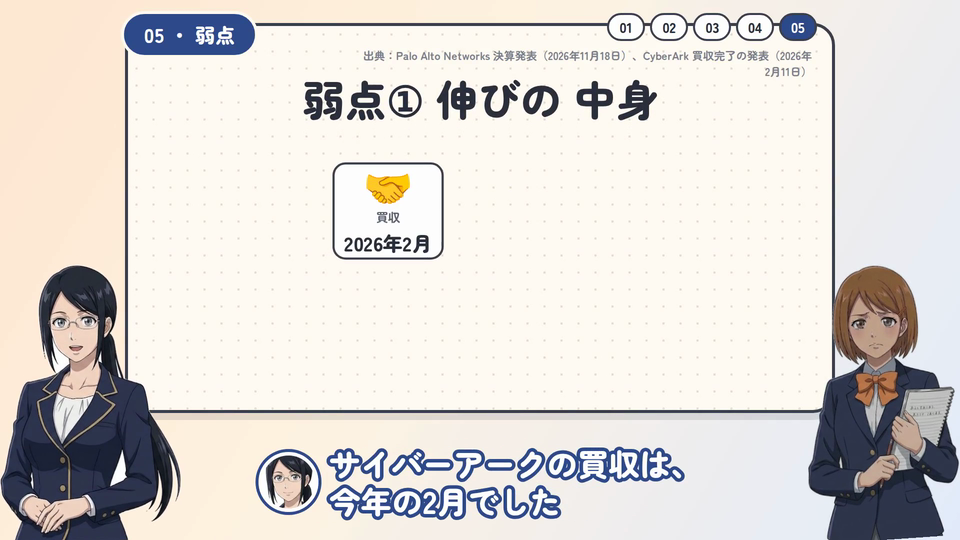 05 ・ 弱点
01 02 03 04 05
出典：Palo Alto Networks 決算発表（2026年11月18日）、CyberArk 買収完了の発表（2026年
2月11日）
弱点① 伸びの 中身
買収
2026年2月
サイバーアークの買収は、
今年の2月でした